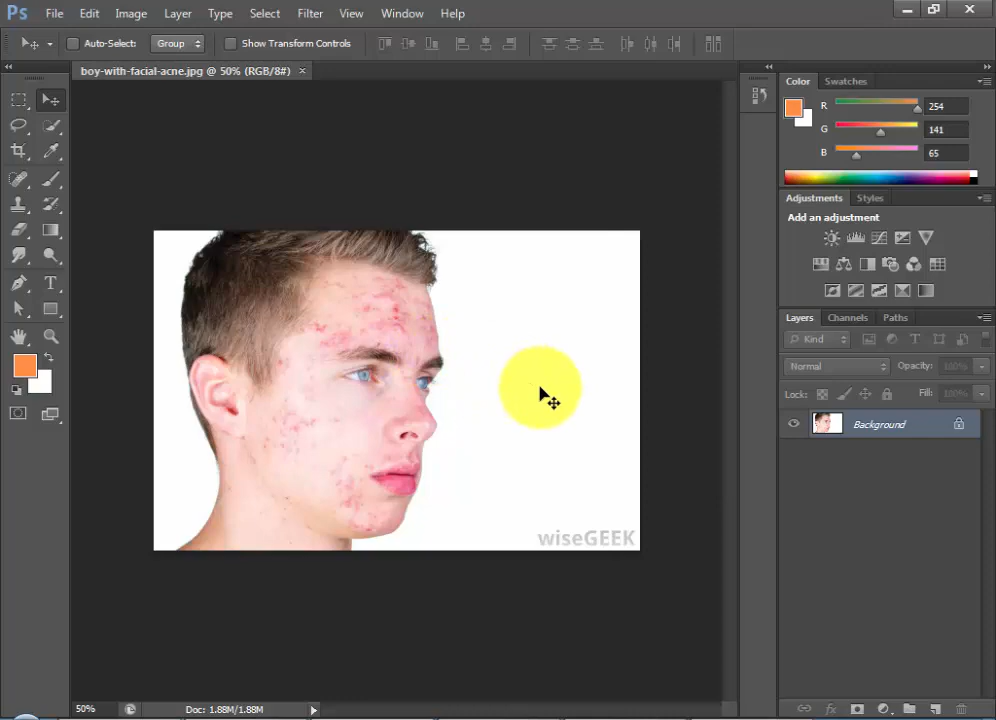 Ps File Edit Image Layer Type Select Filter View Window Help
Auto-Select: Group Show Transform Controls
boy-with-facial-acne.jpg @ 50% (RGB/8#) ×
Color Swatches
R 254
G 141
B 65
Adjustments Styles
Add an adjustment
Layers Channels Paths
Kind
Normal Opacity: 100%
Lock: Fill: 100%
Background
T
wiseGEEK
50% Doc: 1.88M/1.88M
fx